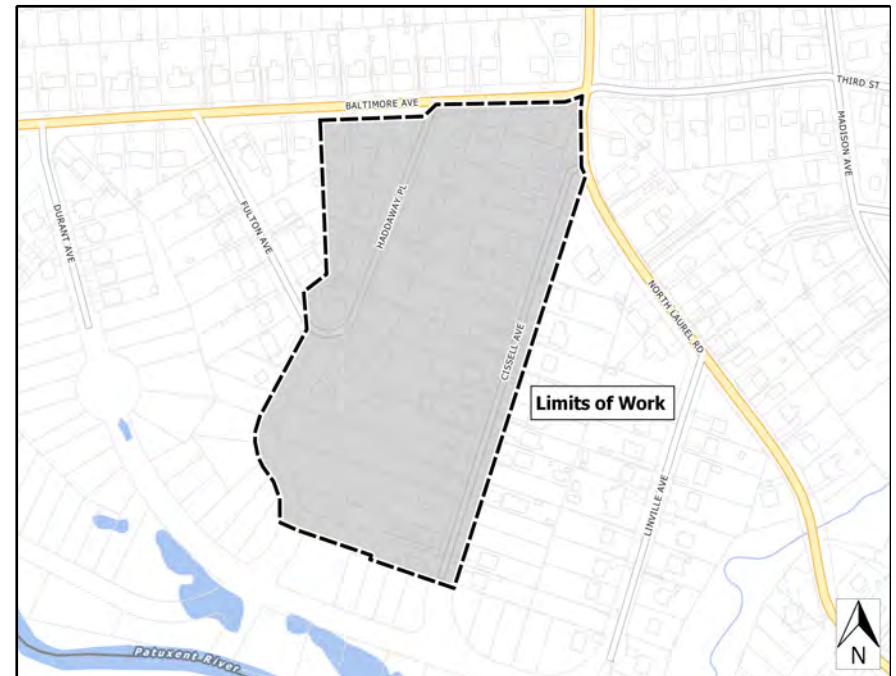 BALTIMORE AVE
THIRD ST
MADISON AVE
DURANT AVE
FULTON AVE
HADDAWAY PL
NORTH LAUREL RD
CISSELL AVE
Limits of Work
LINVILLE AVE
Patuxent River
N